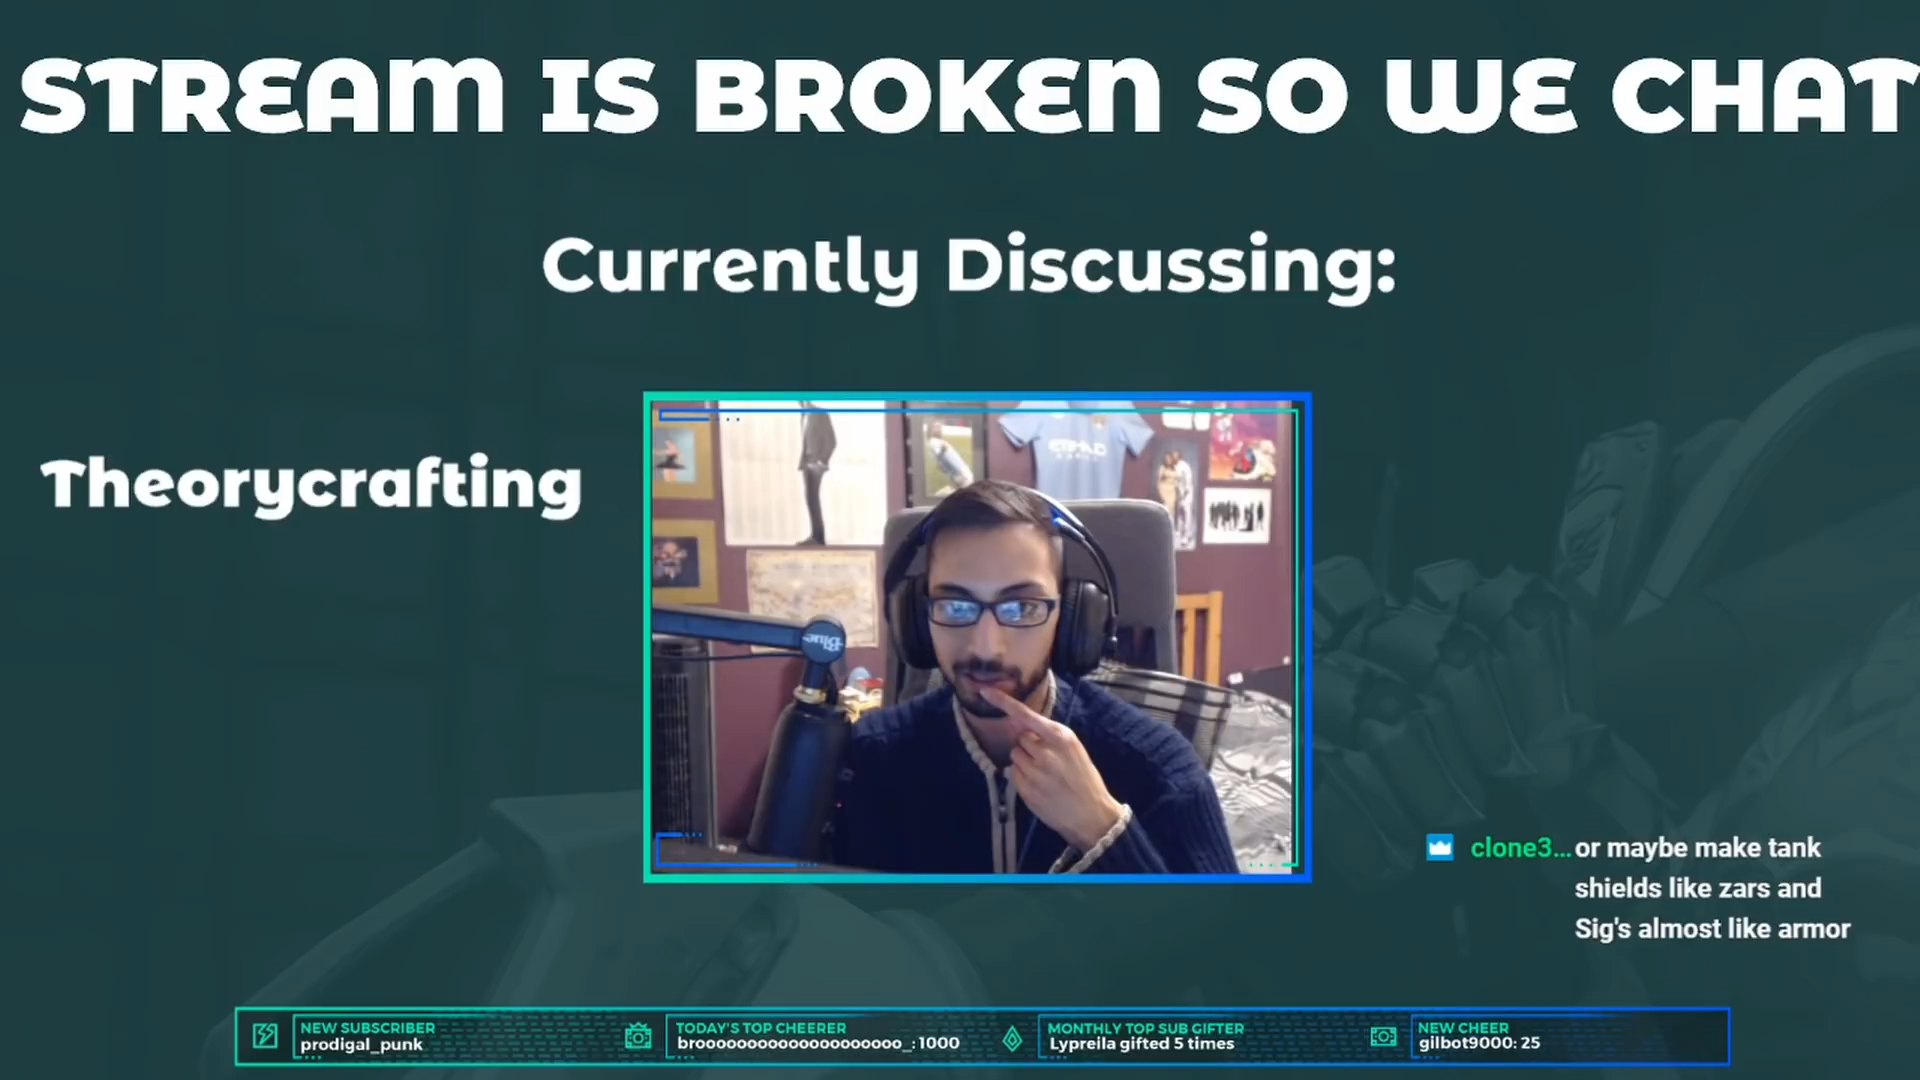 STREAM IS BROKEN SO WE CHAT
Currently Discussing:
Theorycrafting
ETIHAD
Blue
clone3... or maybe make tank
shields like zars and
Sig's almost like armor
NEW SUBSCRIBER
prodigal_punk
TODAY'S TOP CHEERER
broooooooooooooooooooo_: 1000
MONTHLY TOP SUB GIFTER
Lypreila gifted 5 times
NEW CHEER
gilbot9000: 25